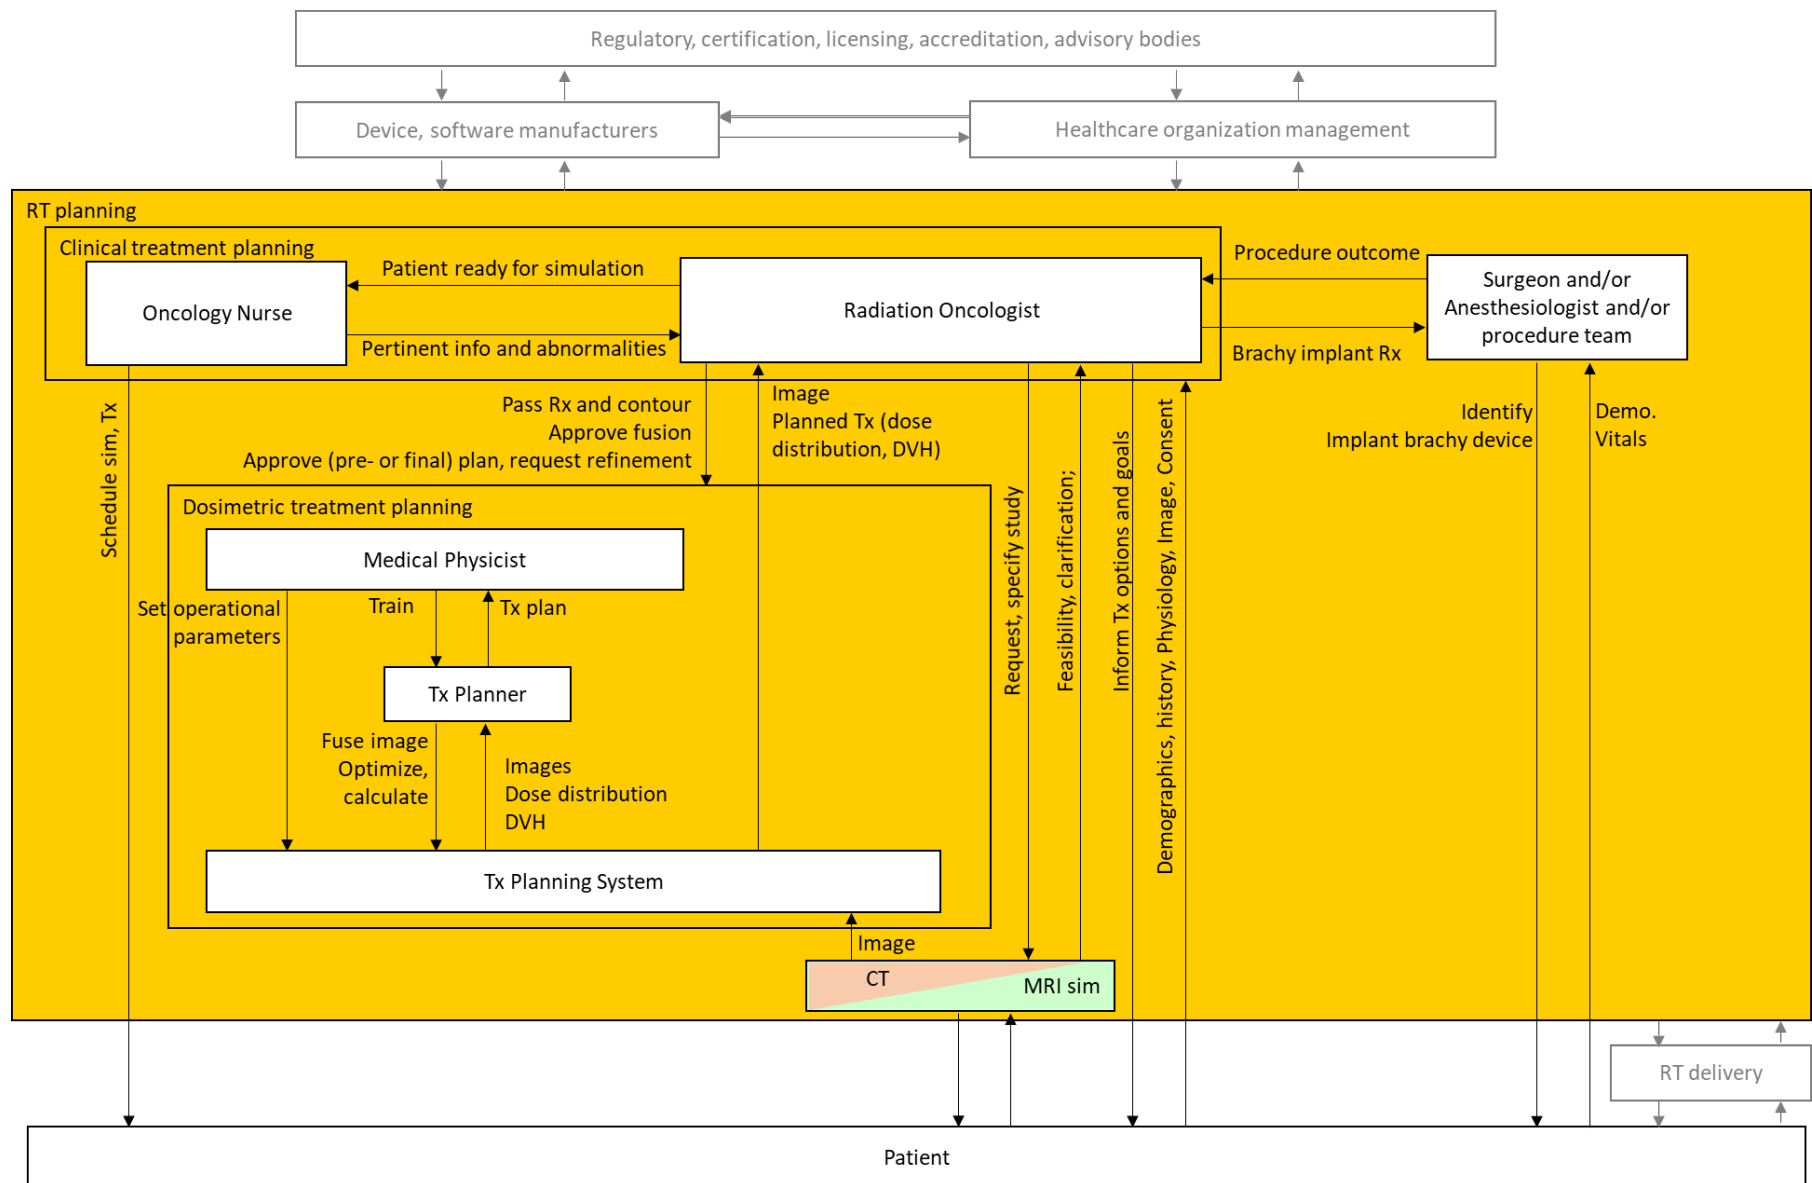 Regulatory, certification, licensing, accreditation, advisory bodies
Device, software manufacturers
Healthcare organization management
RT planning
Clinical treatment planning
Oncology Nurse
Patient ready for simulation
Pertinent info and abnormalities
Radiation Oncologist
Procedure outcome
Brachy implant Rx
Surgeon and/or
Anesthesiologist and/or
procedure team
Schedule sim, Tx
Pass Rx and contour
Approve fusion
Approve (pre- or final) plan, request refinement
Image
Planned Tx (dose
distribution, DVH)
Request, specify study
Feasibility, clarification;
Inform Tx options and goals
Demographics, history, Physiology, Image, Consent
Identify
Implant brachy device
Demo.
Vitals
Dosimetric treatment planning
Medical Physicist
Set operational
parameters
Train
Tx plan
Tx Planner
Fuse image
Optimize,
calculate
Images
Dose distribution
DVH
Tx Planning System
Image
CT
MRI sim
RT delivery
Patient